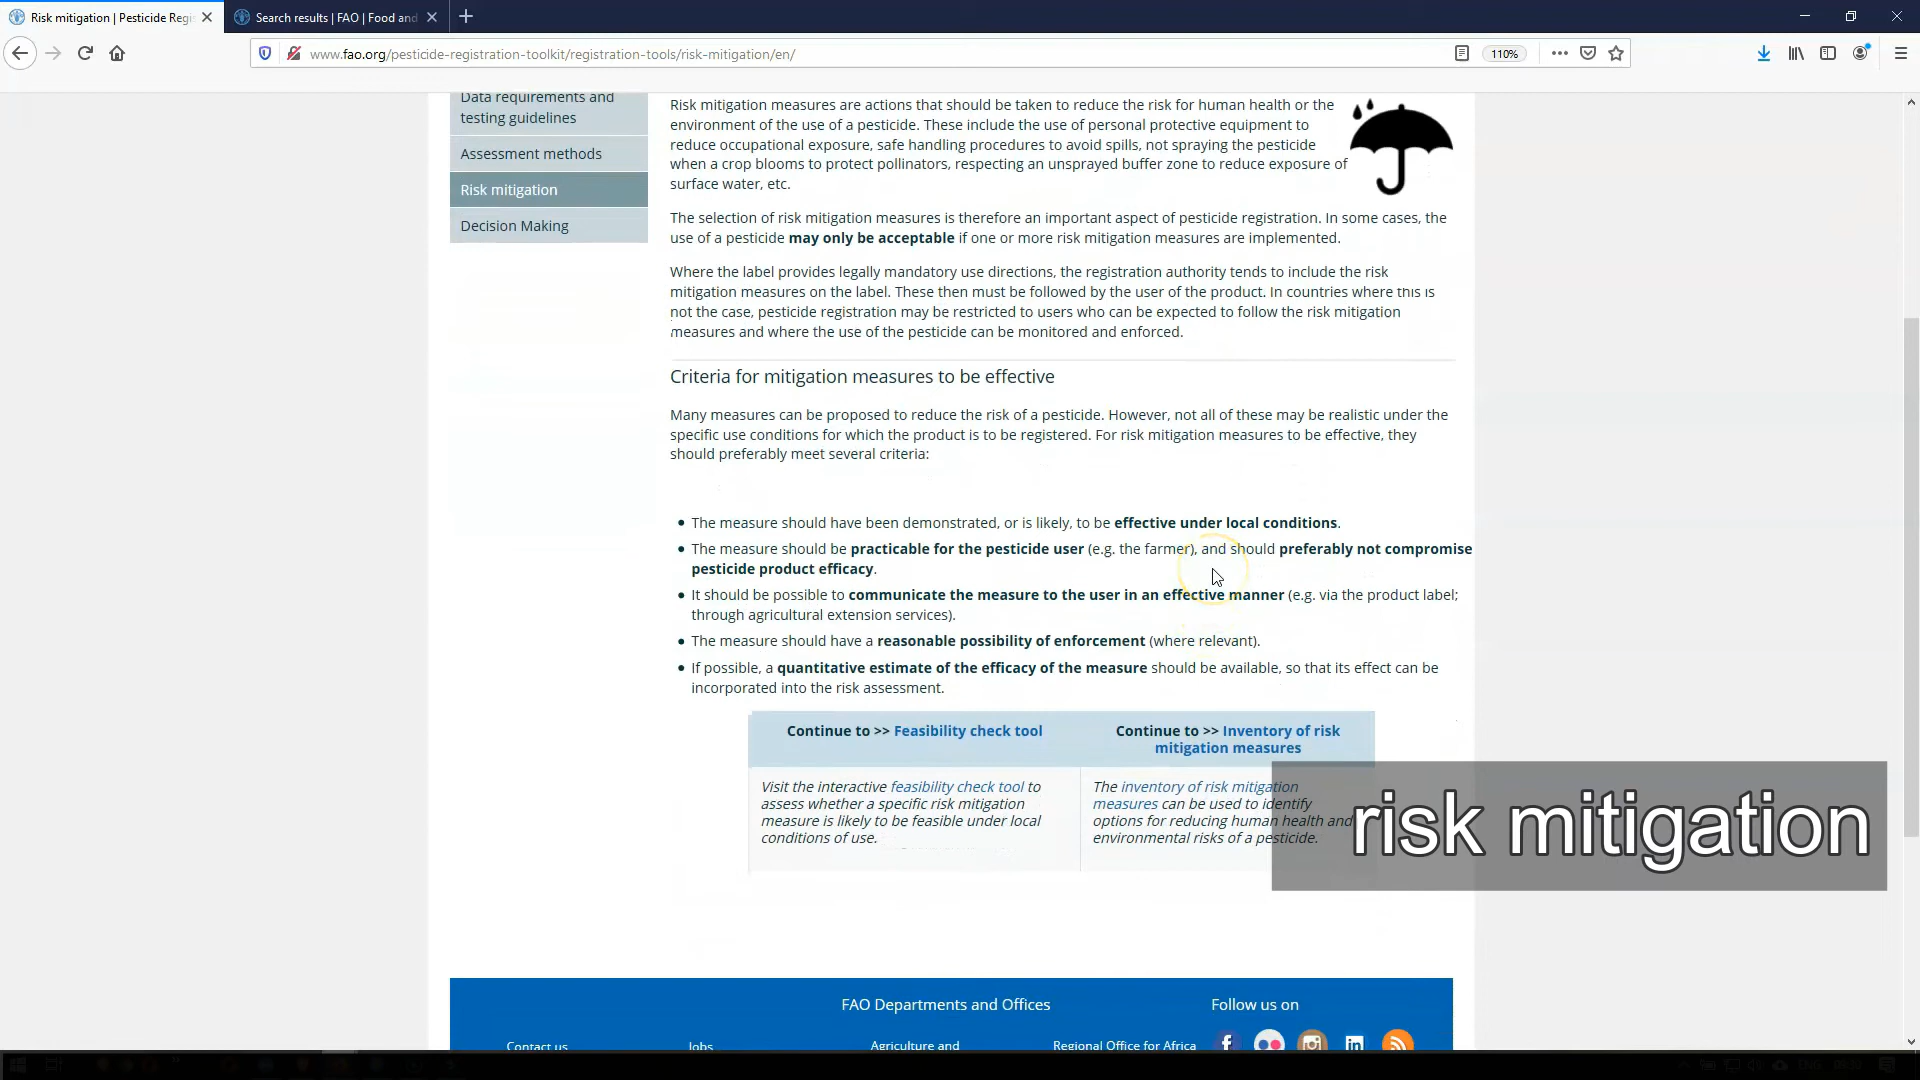 Risk mitigation | Pesticide Regis
Search results | FAO | Food and
www.fao.org/pesticide-registration-toolkit/registration-tools/risk-mitigation/en/
110%
Data requirements and
testing guidelines
Assessment methods
Risk mitigation
Decision Making
Risk mitigation measures are actions that should be taken to reduce the risk for human health or the
environment of the use of a pesticide. These include the use of personal protective equipment to
reduce occupational exposure, safe handling procedures to avoid spills, not spraying the pesticide
when a crop blooms to protect pollinators, respecting an unsprayed buffer zone to reduce exposure of
surface water, etc.
The selection of risk mitigation measures is therefore an important aspect of pesticide registration. In some cases, the
use of a pesticide may only be acceptable if one or more risk mitigation measures are implemented.
Where the label provides legally mandatory use directions, the registration authority tends to include the risk
mitigation measures on the label. These then must be followed by the user of the product. In countries where this is
not the case, pesticide registration may be restricted to users who can be expected to follow the risk mitigation
measures and where the use of the pesticide can be monitored and enforced.
Criteria for mitigation measures to be effective
Many measures can be proposed to reduce the risk of a pesticide. However, not all of these may be realistic under the
specific use conditions for which the product is to be registered. For risk mitigation measures to be effective, they
should preferably meet several criteria:
• The measure should have been demonstrated, or is likely, to be effective under local conditions.
• The measure should be practicable for the pesticide user (e.g. the farmer), and should preferably not compromise
pesticide product efficacy.
• It should be possible to communicate the measure to the user in an effective manner (e.g. via the product label;
through agricultural extension services).
• The measure should have a reasonable possibility of enforcement (where relevant).
• If possible, a quantitative estimate of the efficacy of the measure should be available, so that its effect can be
incorporated into the risk assessment.
Continue to >> Feasibility check tool
Visit the interactive feasibility check tool to
assess whether a specific risk mitigation
measure is likely to be feasible under local
conditions of use.
Continue to >> Inventory of risk
mitigation measures
The inventory of risk mitigation
measures can be used to identify
options for reducing human health and
environmental risks of a pesticide.
risk mitigation
FAO Departments and Offices
Follow us on
Contact us
Jobs
Agriculture and
Regional Office for Africa